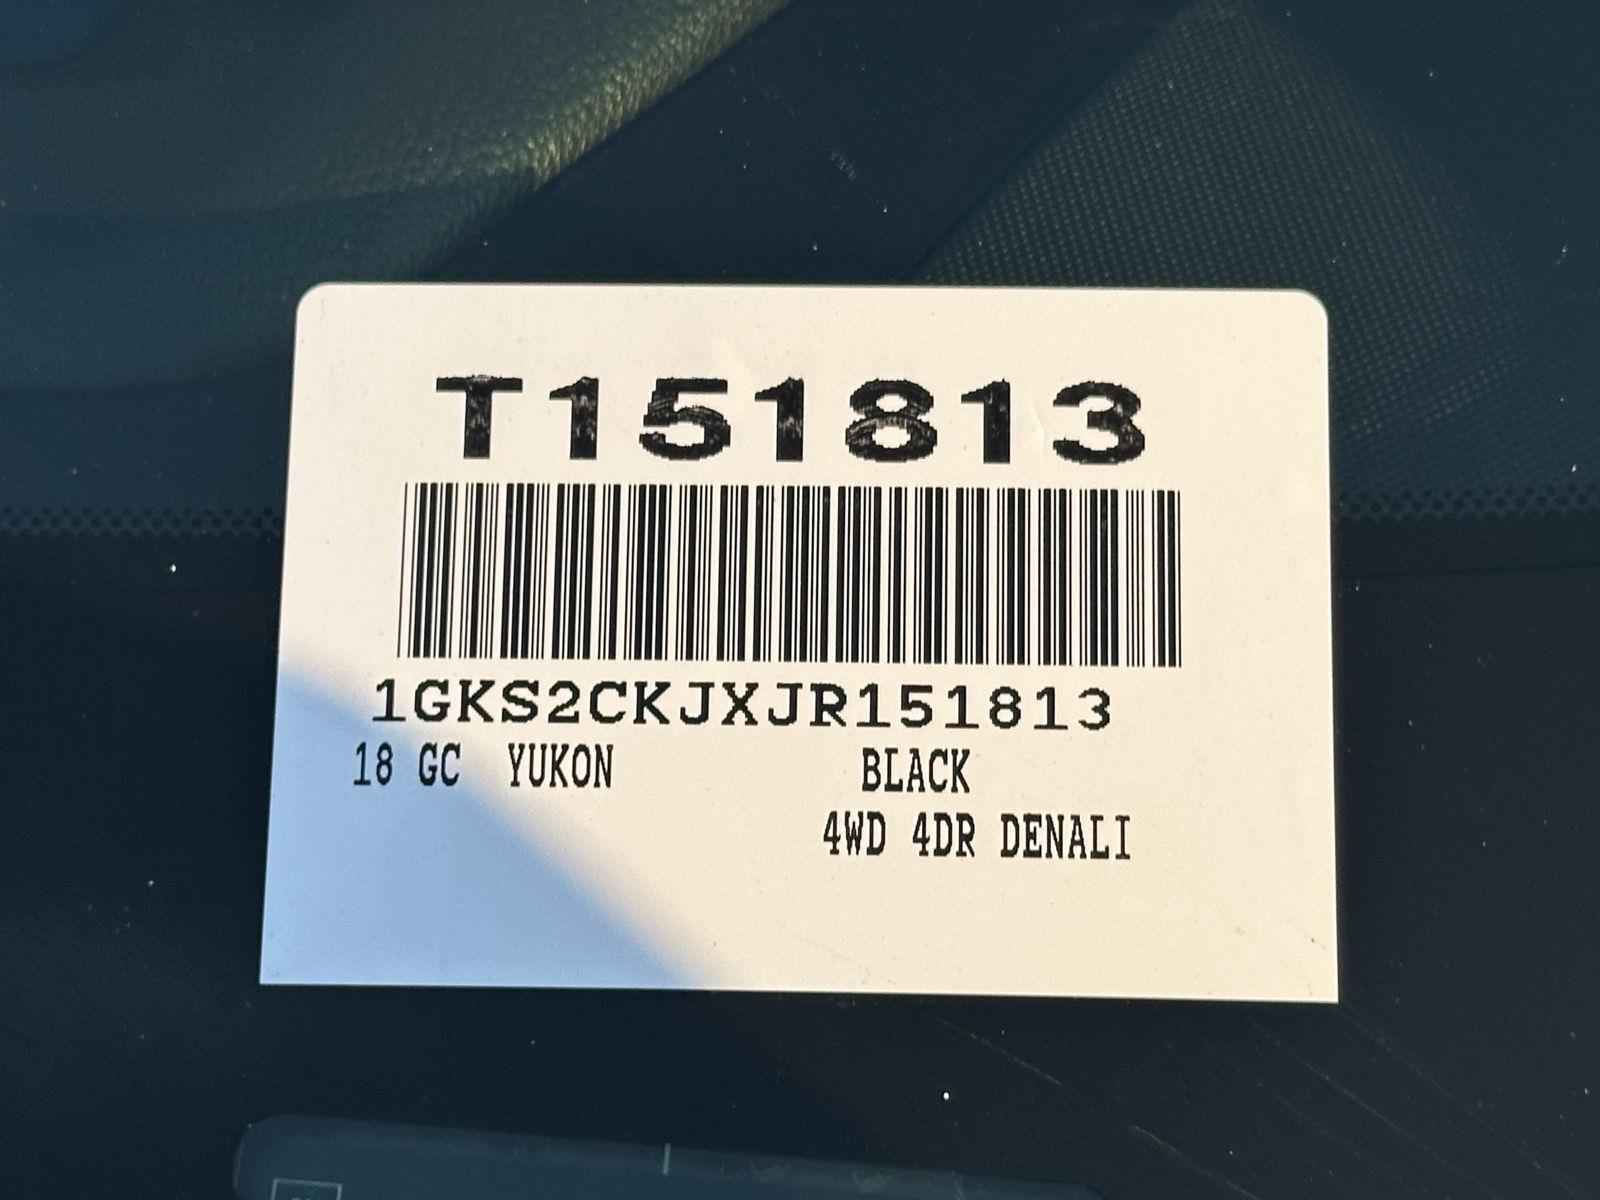 T151813
1GKS2CKJXJR151813
18 GC YUKON BLACK
4WD 4DR DENALI